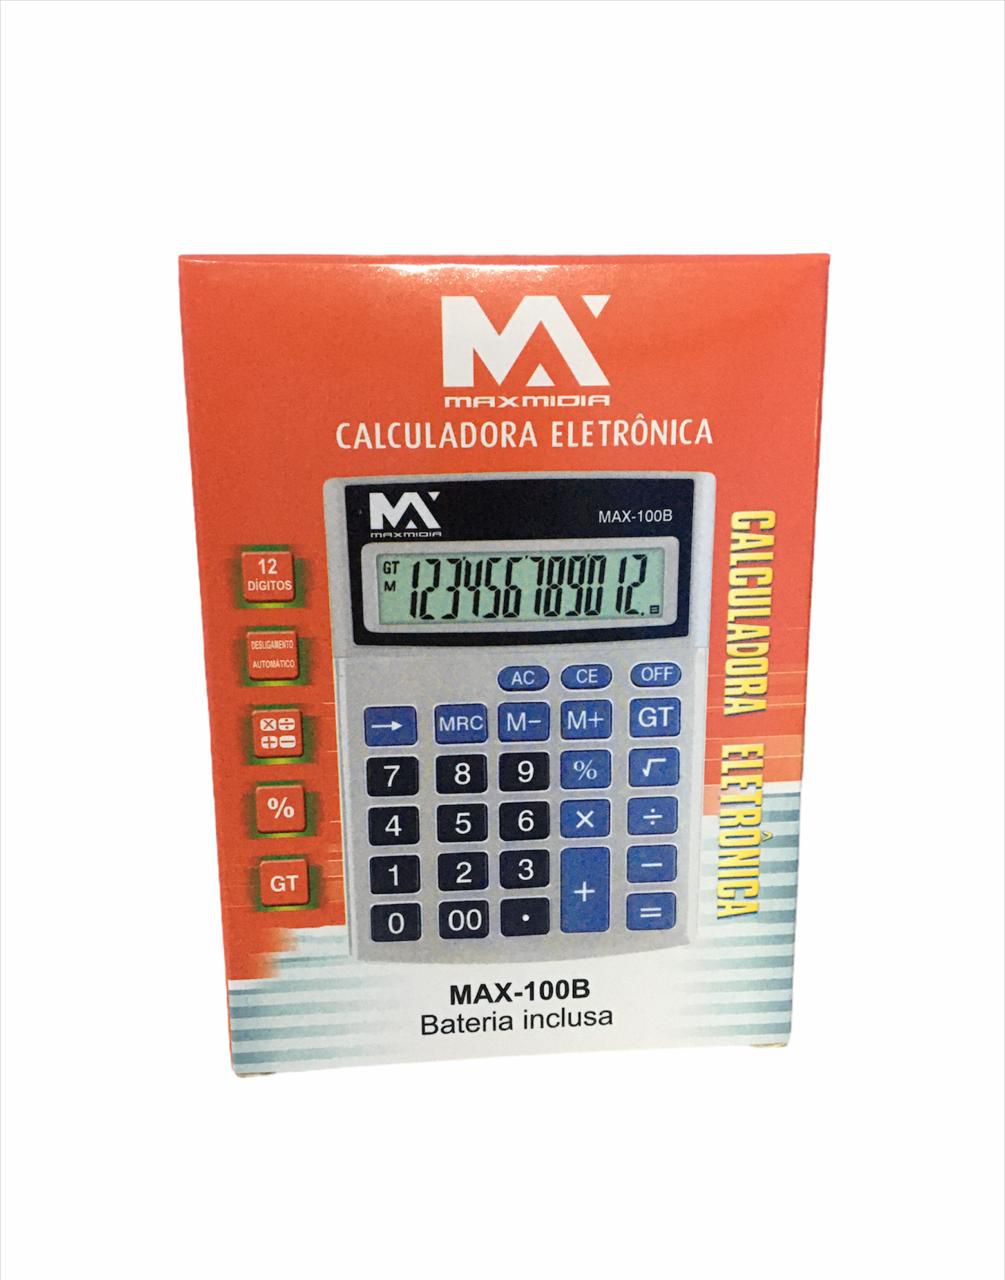 MAXMIDIA
CALCULADORA ELETRÔNICA
MAXMIDIA
MAX-100B
GT
M
123456789012.
=
12
DÍGITOS
DESLIGAMENTO
AUTOMÁTICO
×÷
+−
%
GT
AC CE OFF
→ MRC M− M+ GT
7 8 9 % √
4 5 6 × ÷
1 2 3 + −
0 00 • =
CALCULADORA ELETRÔNICA
MAX-100B
Bateria inclusa